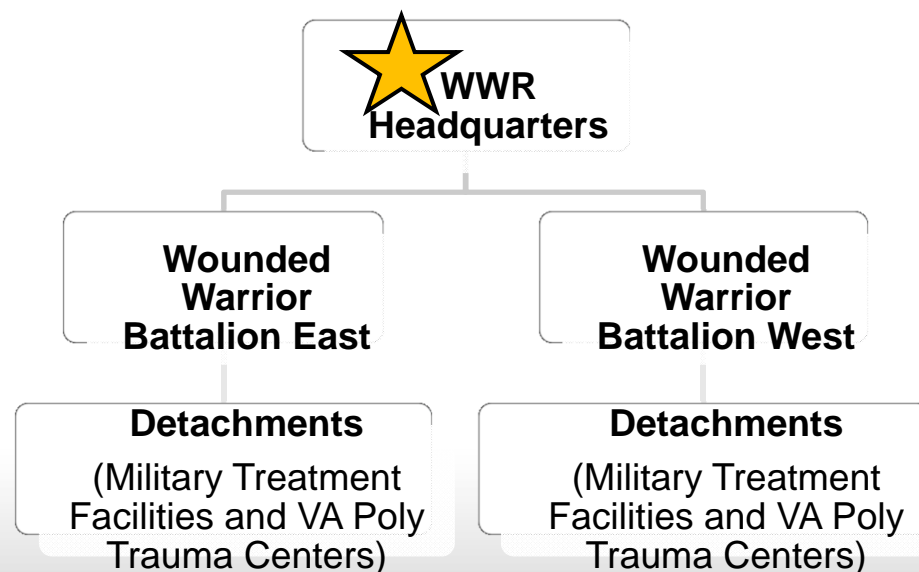 WWR
Headquarters
Wounded
Warrior
Battalion East
Wounded
Warrior
Battalion West
Detachments
(Military Treatment
Facilities and VA Poly
Trauma Centers)
Detachments
(Military Treatment
Facilities and VA Poly
Trauma Centers)